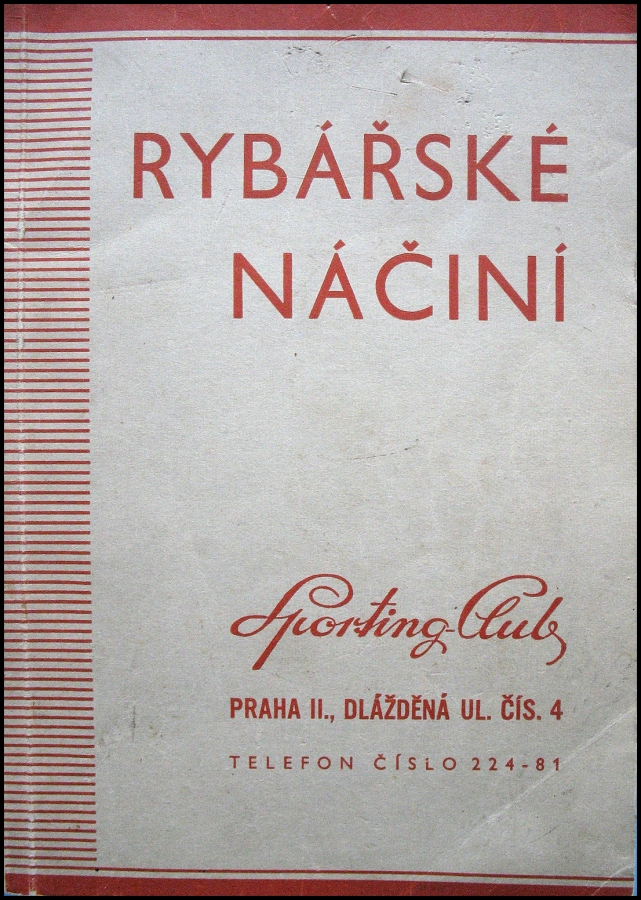 RYBÁŘSKÉ
NÁČINÍ
Sporting-Club
PRAHA II., DLÁŽDĚNÁ UL. ČÍS. 4
TELEFON ČÍSLO 224-81